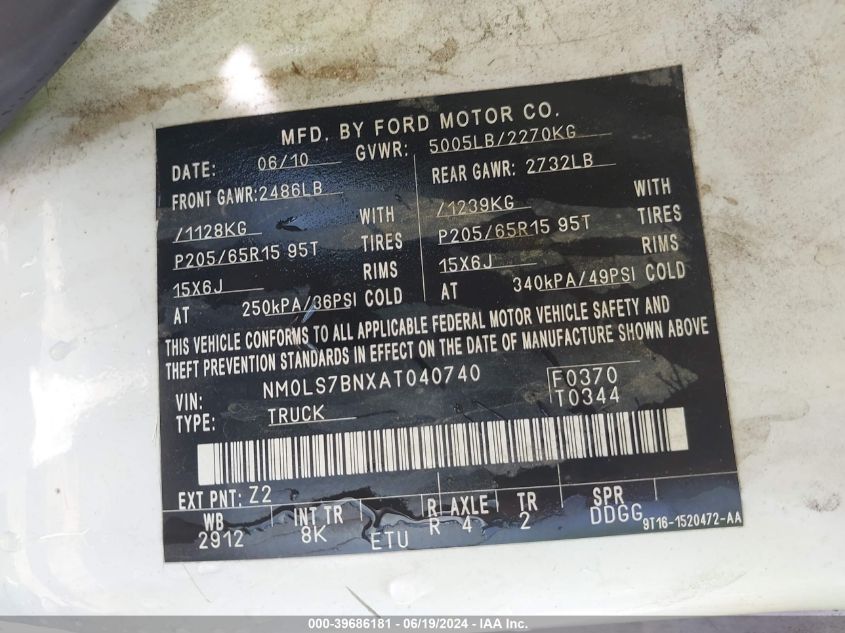 MFD. BY FORD MOTOR CO.
DATE: 06/10 GVWR: 5005LB/2270KG
FRONT GAWR: 2486LB REAR GAWR: 2732LB
/1128KG WITH /1239KG WITH
P205/65R15 95T TIRES P205/65R15 95T TIRES
15X6J RIMS 15X6J RIMS
AT 250kPA/36PSI COLD AT 340kPA/49PSI COLD
THIS VEHICLE CONFORMS TO ALL APPLICABLE FEDERAL MOTOR VEHICLE SAFETY AND
THEFT PREVENTION STANDARDS IN EFFECT ON THE DATE OF MANUFACTURE SHOWN ABOVE
VIN: NM0LS7BNXAT040740 F0370
TYPE: TRUCK T0344
EXT PNT: Z2
WB INT TR R AXLE TR SPR
2912 8K ETU R 4 2 DDGG 9T16-1520472-AA
000-39686181 - 06/19/2024 - IAA Inc.